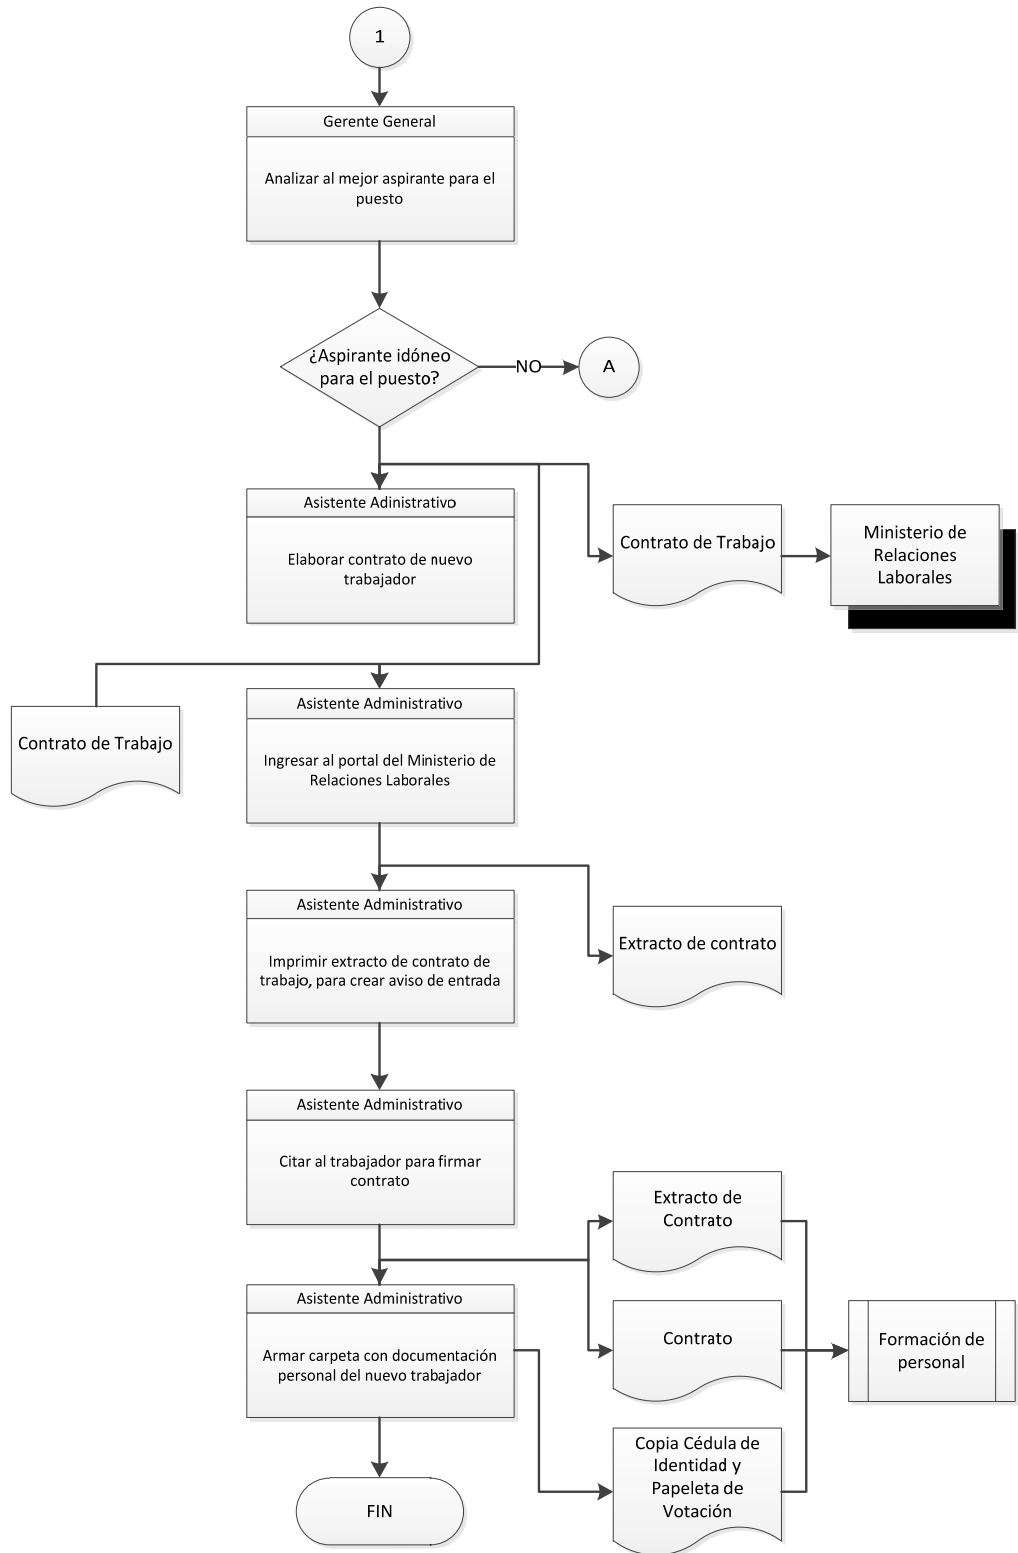 1
Gerente General
Analizar al mejor aspirante para el
puesto
¿Aspirante idóneo
para el puesto?
NO
A
Asistente Adinistrativo
Elaborar contrato de nuevo
trabajador
Contrato de Trabajo
Ministerio de
Relaciones
Laborales
Contrato de Trabajo
Asistente Administrativo
Ingresar al portal del Ministerio de
Relaciones Laborales
Asistente Administrativo
Imprimir extracto de contrato de
trabajo, para crear aviso de entrada
Extracto de contrato
Asistente Administrativo
Citar al trabajador para firmar
contrato
Extracto de
Contrato
Asistente Administrativo
Armar carpeta con documentación
personal del nuevo trabajador
Contrato
Formación de
personal
Copia Cédula de
Identidad y
Papeleta de
Votación
FIN